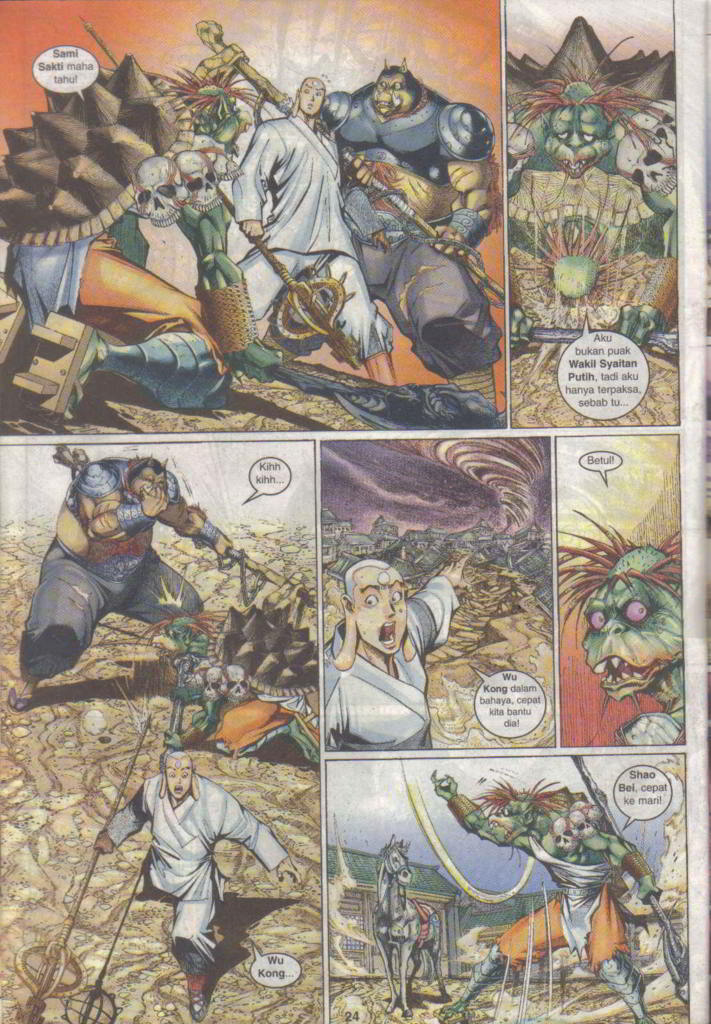 Sami
Sakti maha
tahu!
Aku
bukan puak
Wakil Syaitan
Putih, tadi aku
hanya terpaksa,
sebab tu...
Kihh
kihh...
Wu
Kong...
Wu
Kong dalam
bahaya, cepat
kita bantu
dia!
Betul!
Shao
Bei, cepat
ke mari!
24